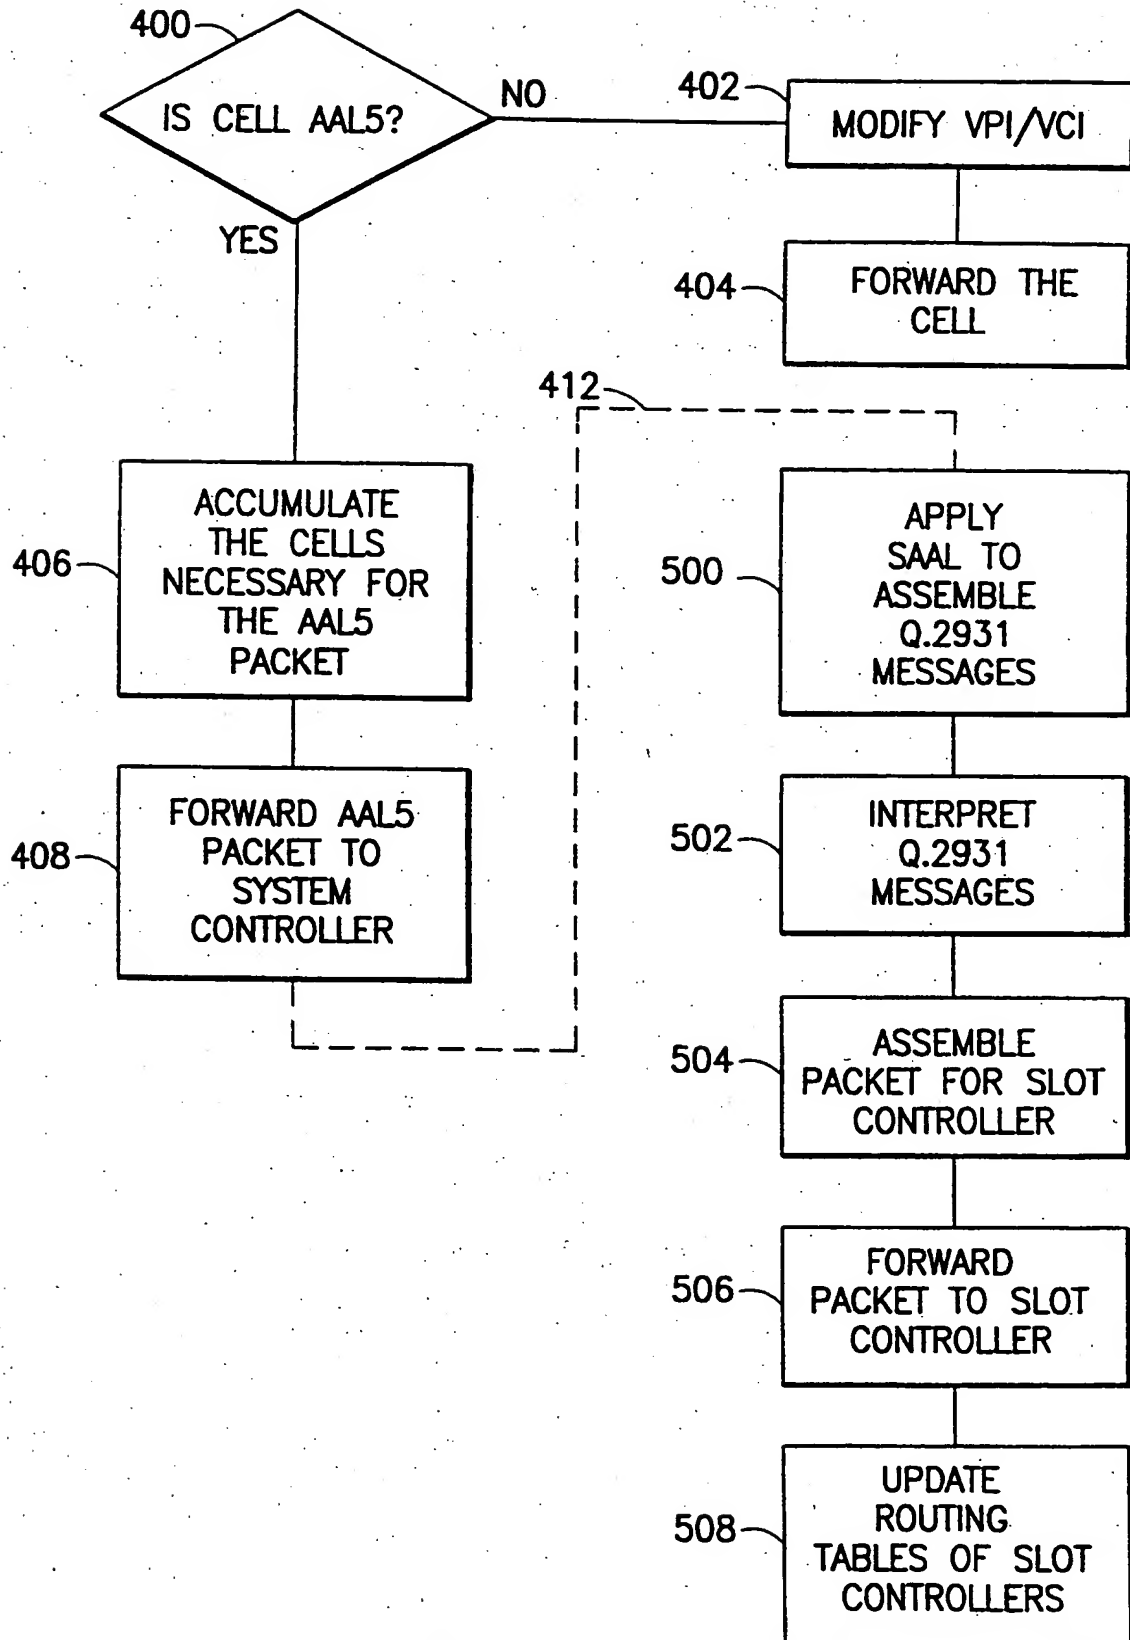 400
IS CELL AAL5?
NO
YES
402
MODIFY VPI/VCI
404
FORWARD THE
CELL
406
ACCUMULATE
THE CELLS
NECESSARY FOR
THE AAL5
PACKET
408
FORWARD AAL5
PACKET TO
SYSTEM
CONTROLLER
412
500
APPLY
SAAL TO
ASSEMBLE
Q.2931
MESSAGES
502
INTERPRET
Q.2931
MESSAGES
504
ASSEMBLE
PACKET FOR SLOT
CONTROLLER
506
FORWARD
PACKET TO SLOT
CONTROLLER
508
UPDATE
ROUTING
TABLES OF SLOT
CONTROLLERS